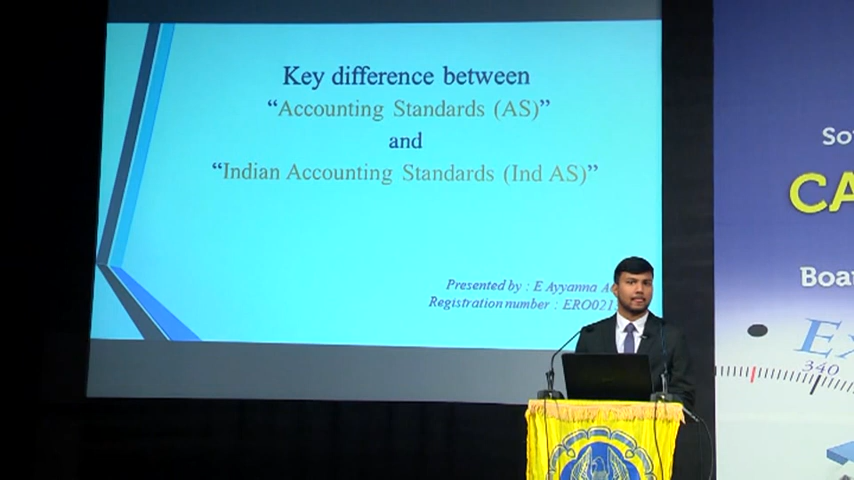 Key difference between
“Accounting Standards (AS)”
and
“Indian Accounting Standards (Ind AS)”
Presented by : E Ayyanna
Registration number : ERO021
CA
340